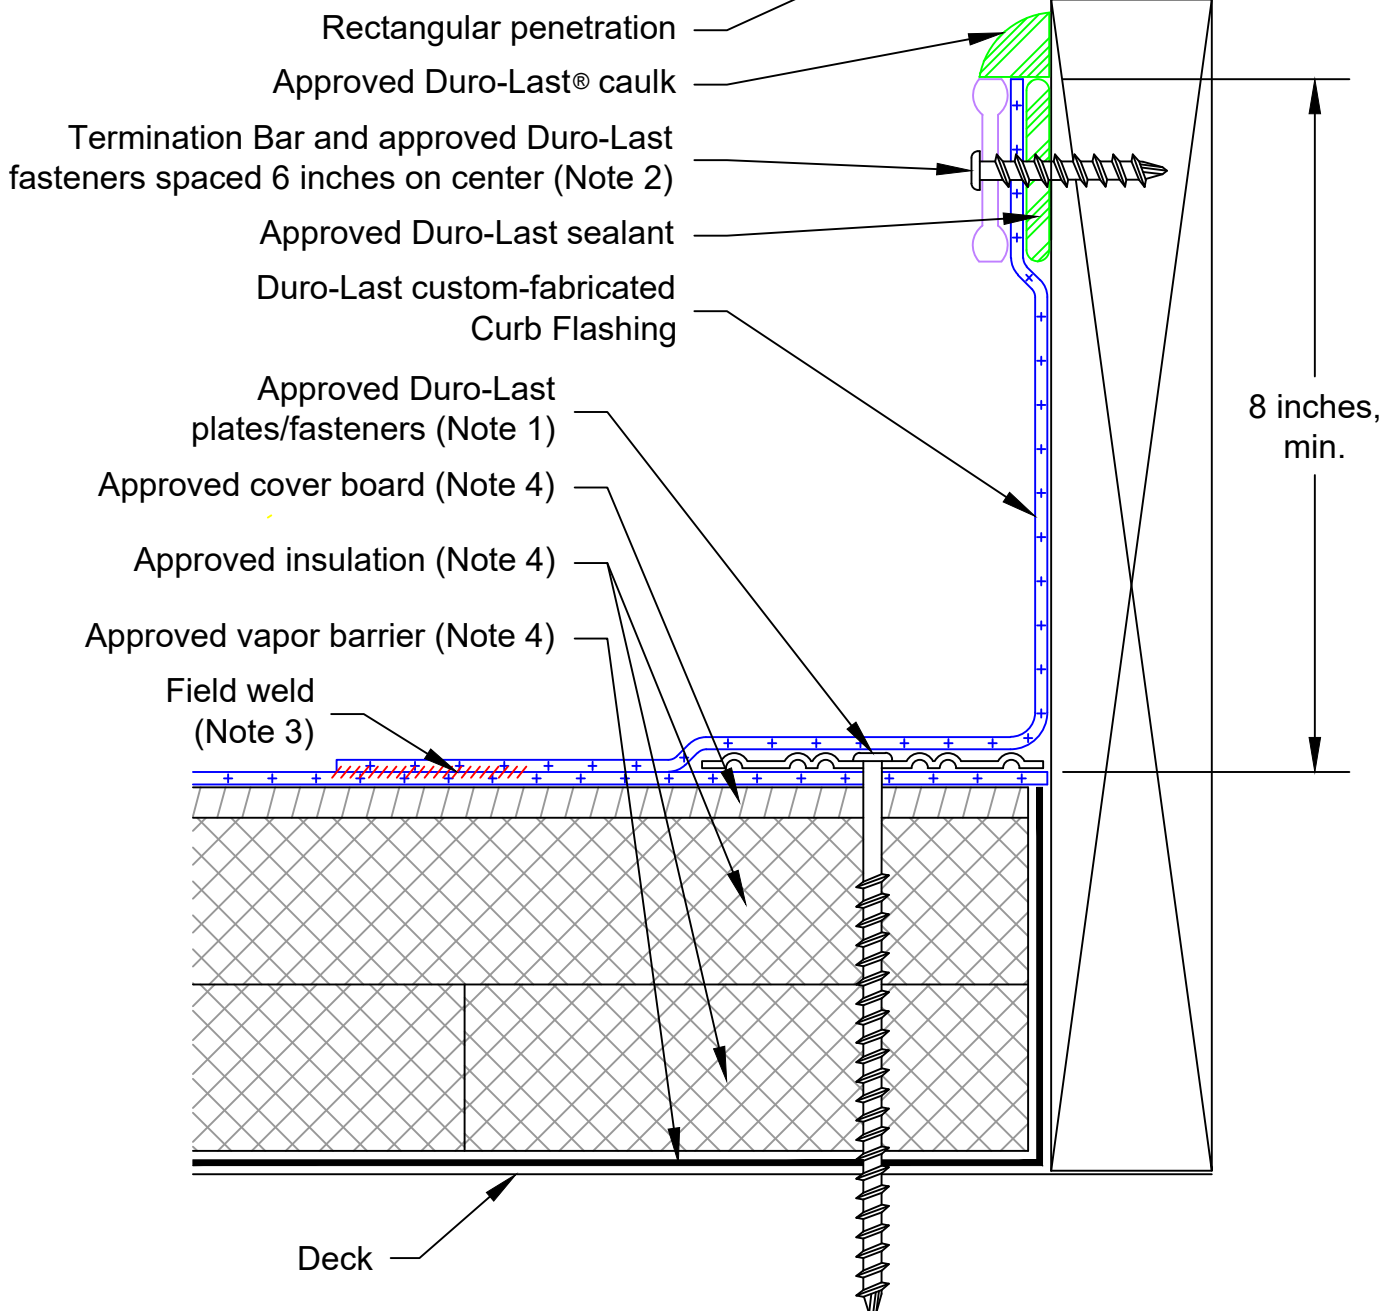 Rectangular penetration
Approved Duro-Last® caulk
Termination Bar and approved Duro-Last
fasteners spaced 6 inches on center (Note 2)
Approved Duro-Last sealant
Duro-Last custom-fabricated
Curb Flashing
Approved Duro-Last
plates/fasteners (Note 1)
Approved cover board (Note 4)
Approved insulation (Note 4)
Approved vapor barrier (Note 4)
Field weld
(Note 3)
Deck
8 inches,
min.